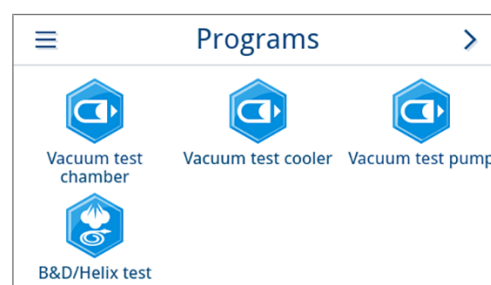 Programs
Vacuum test
chamber
Vacuum test cooler
Vacuum test pump
B&D/Helix test